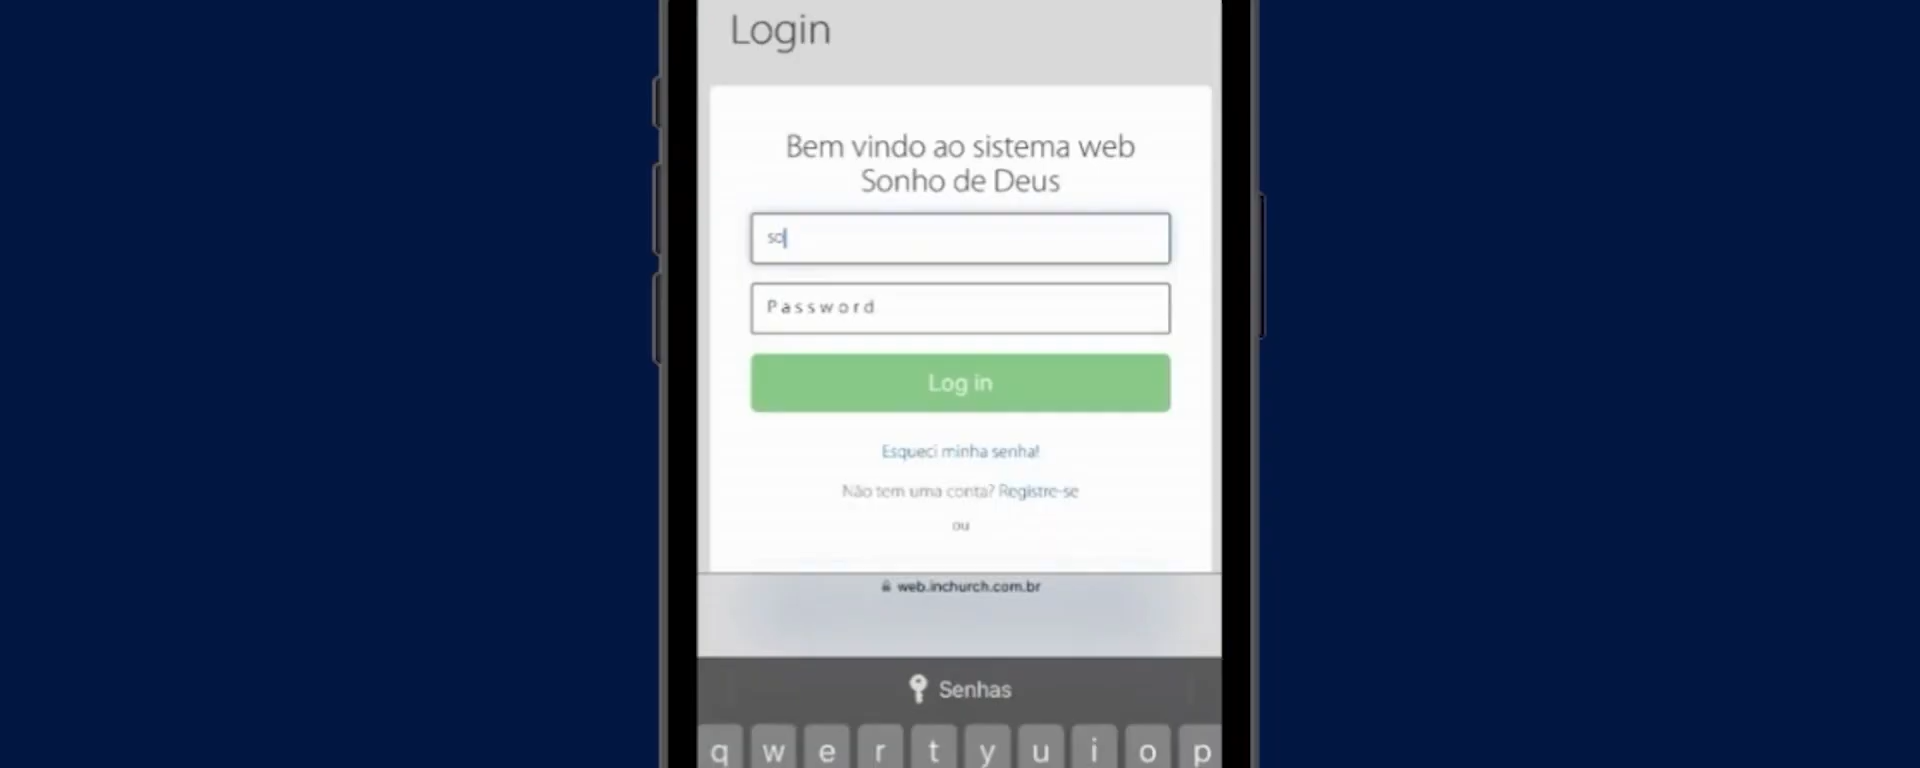 Login
Bem vindo ao sistema web
Sonho de Deus
so
Password
Log in
Esqueci minha senha!
Não tem uma conta? Registre-se
ou
web.inchurch.com.br
Senhas
q w e r t y u i o p